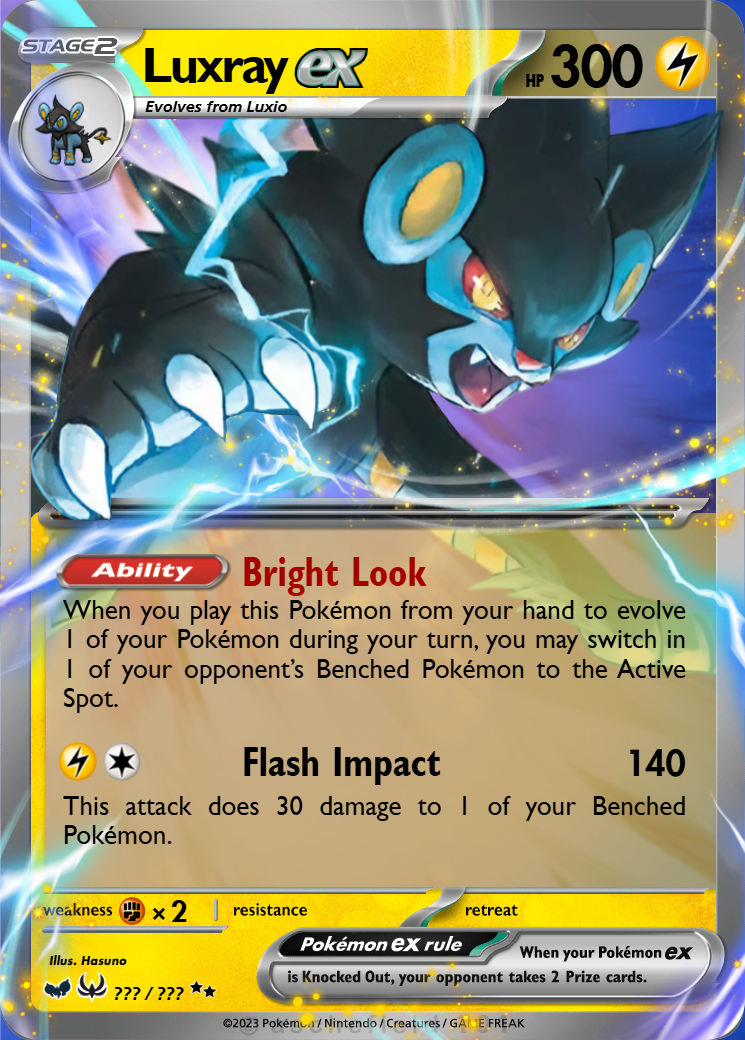 STAGE2
Luxray ex HP 300
Evolves from Luxio
Ability Bright Look
When you play this Pokémon from your hand to evolve
1 of your Pokémon during your turn, you may switch in
1 of your opponent's Benched Pokémon to the Active
Spot.
Flash Impact 140
This attack does 30 damage to 1 of your Benched
Pokémon.
weakness × 2 resistance retreat
Illus. Hasuno
Pokémon ex rule When your Pokémon ex
is Knocked Out, your opponent takes 2 Prize cards.
??? / ???
©2023 Pokémon / Nintendo / Creatures / GAME FREAK